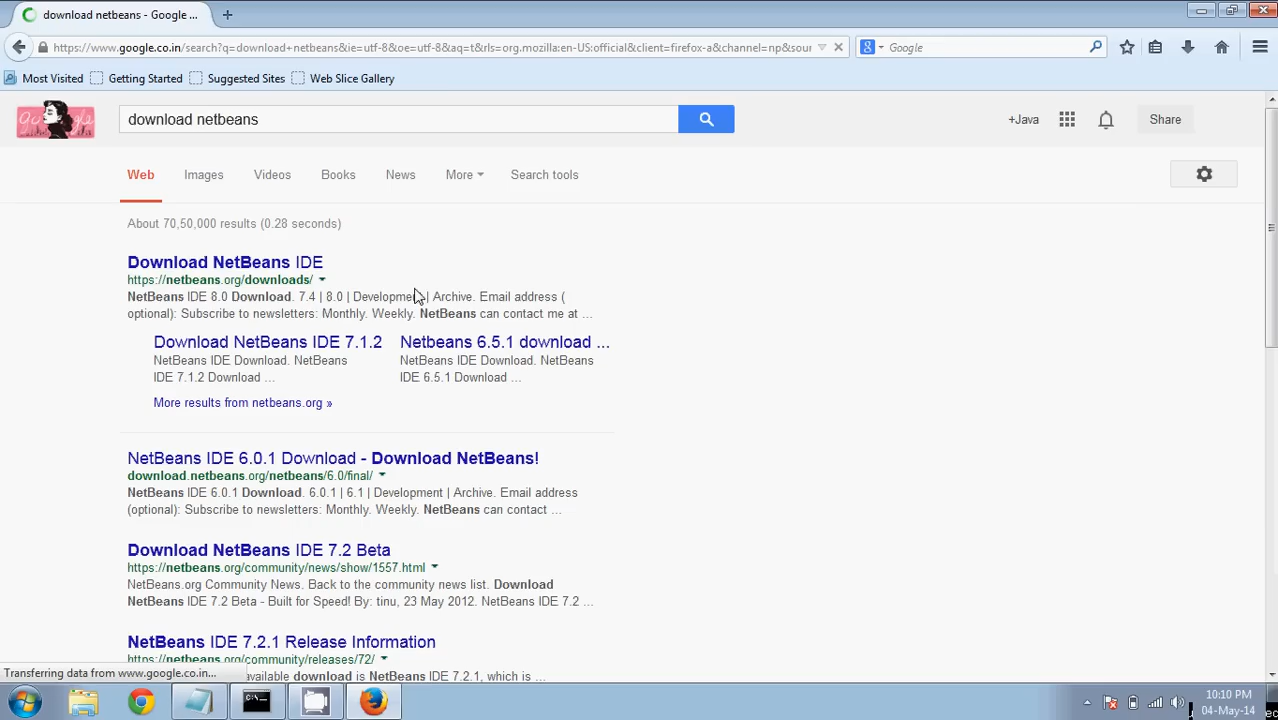 download netbeans - Google ...
https://www.google.co.in/search?q=download+netbeans&ie=utf-8&oe=utf-8&aq=t&rls=org.mozilla:en-US:official&client=firefox-a&channel=np&sour
Google
Most Visited Getting Started Suggested Sites Web Slice Gallery
download netbeans
+Java
Share
Web Images Videos Books News More Search tools
About 70,50,000 results (0.28 seconds)
Download NetBeans IDE
https://netbeans.org/downloads/
NetBeans IDE 8.0 Download. 7.4 | 8.0 | Development | Archive. Email address (
optional): Subscribe to newsletters: Monthly. Weekly. NetBeans can contact me at ...
Download NetBeans IDE 7.1.2
NetBeans IDE Download. NetBeans
IDE 7.1.2 Download ...
Netbeans 6.5.1 download ...
NetBeans IDE Download. NetBeans
IDE 6.5.1 Download ...
More results from netbeans.org »
NetBeans IDE 6.0.1 Download - Download NetBeans!
download.netbeans.org/netbeans/6.0/final/
NetBeans IDE 6.0.1 Download. 6.0.1 | 6.1 | Development | Archive. Email address
(optional): Subscribe to newsletters: Monthly. Weekly. NetBeans can contact ...
Download NetBeans IDE 7.2 Beta
https://netbeans.org/community/news/show/1557.html
NetBeans.org Community News. Back to the community news list. Download
NetBeans IDE 7.2 Beta - Built for Speed! By: tinu, 23 May 2012. NetBeans IDE 7.2 ...
NetBeans IDE 7.2.1 Release Information
https://netbeans.org/community/releases/72/
available download is NetBeans IDE 7.2.1, which is ...
Transferring data from www.google.co.in...
10:10 PM
04-May-14